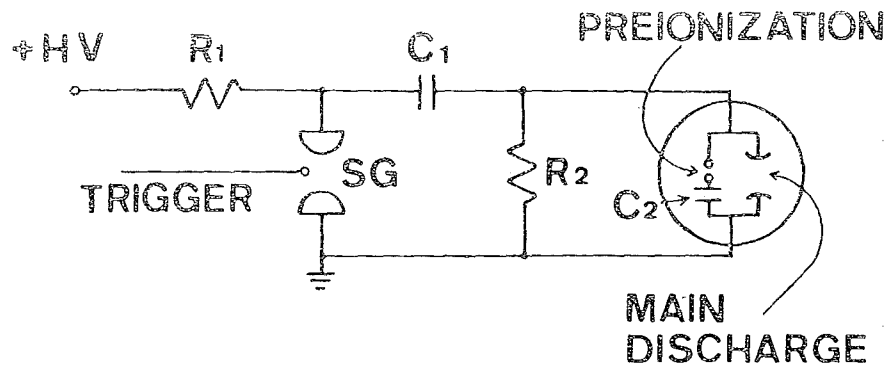 PREIONIZATION
+HV
R1
C1
SG
R2
TRIGGER
C2
MAIN
DISCHARGE